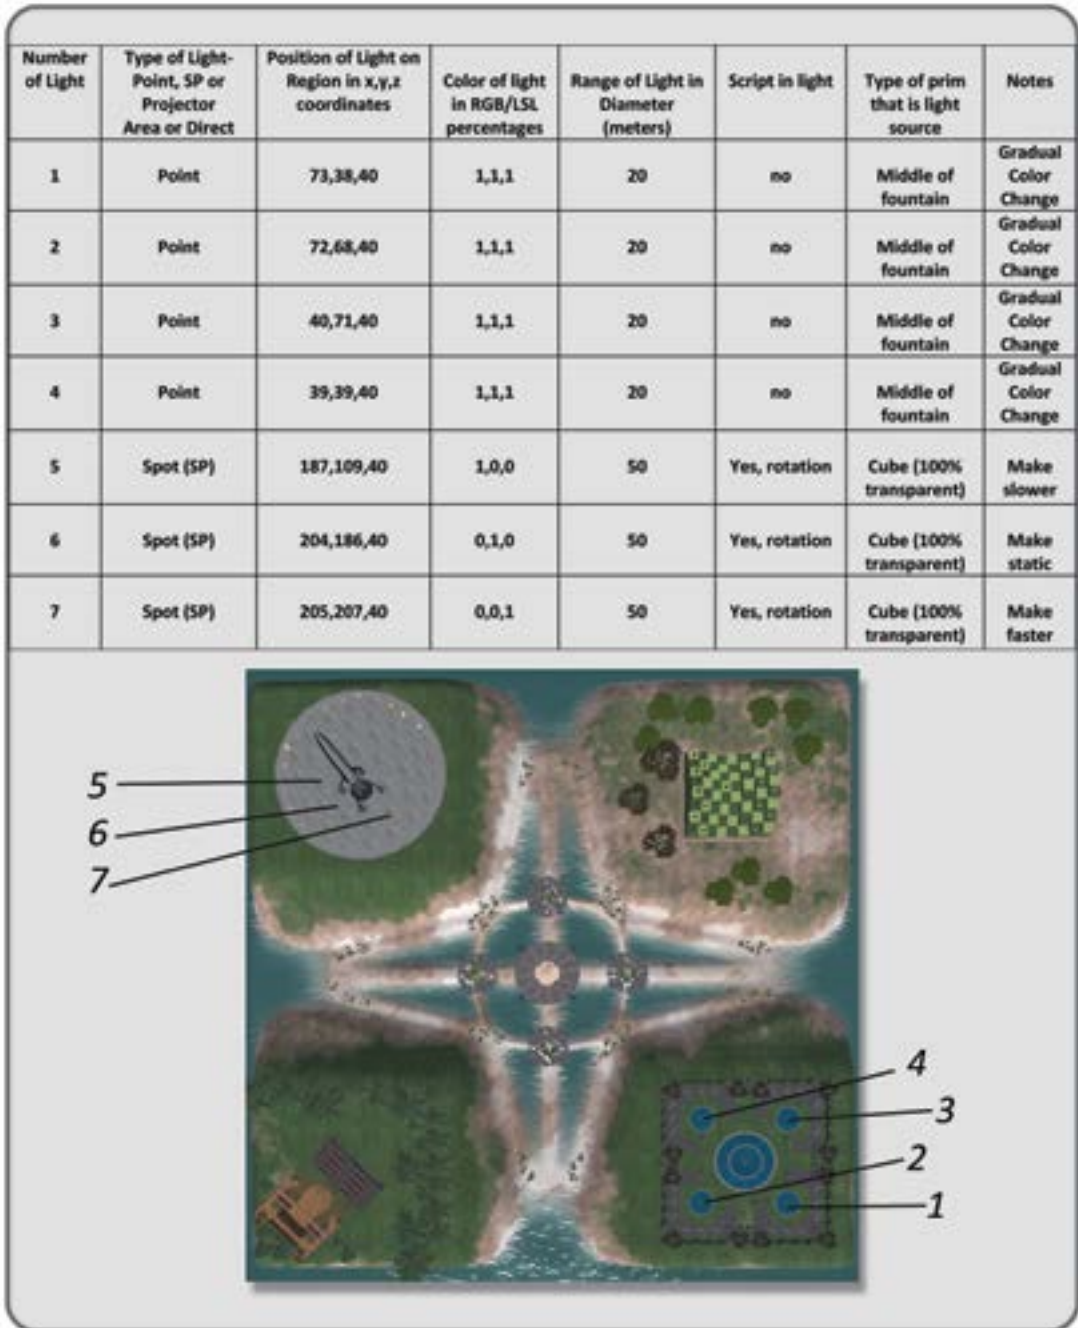 Number of Light | Type of Light-Point, SP or Projector Area or Direct | Position of Light on Region in x,y,z coordinates | Color of light in RGB/LSL percentages | Range of Light in Diameter (meters) | Script in light | Type of prim that is light source | Notes
1 | Point | 73,38,40 | 1,1,1 | 20 | no | Middle of fountain | Gradual Color Change
2 | Point | 72,68,40 | 1,1,1 | 20 | no | Middle of fountain | Gradual Color Change
3 | Point | 40,71,40 | 1,1,1 | 20 | no | Middle of fountain | Gradual Color Change
4 | Point | 39,39,40 | 1,1,1 | 20 | no | Middle of fountain | Gradual Color Change
5 | Spot (SP) | 187,109,40 | 1,0,0 | 50 | Yes, rotation | Cube (100% transparent) | Make slower
6 | Spot (SP) | 204,186,40 | 0,1,0 | 50 | Yes, rotation | Cube (100% transparent) | Make static
7 | Spot (SP) | 205,207,40 | 0,0,1 | 50 | Yes, rotation | Cube (100% transparent) | Make faster
5
6
7
4
3
2
1